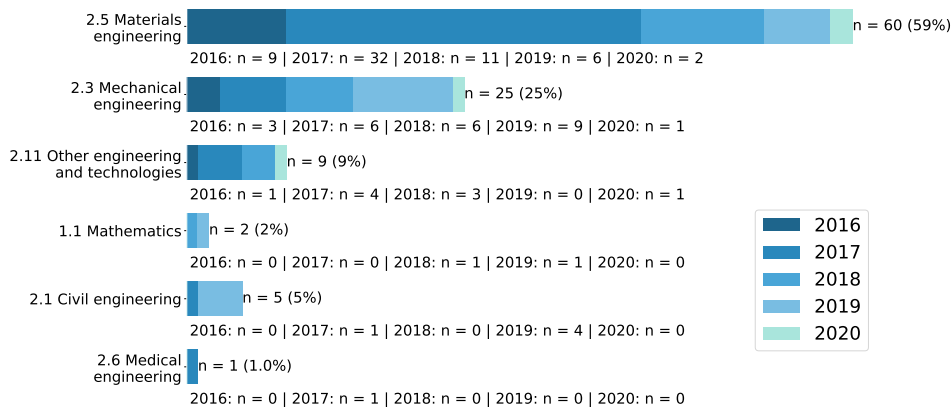 2.5 Materials
engineering
n = 60 (59%)
2016: n = 9 | 2017: n = 32 | 2018: n = 11 | 2019: n = 6 | 2020: n = 2
2.3 Mechanical
engineering
n = 25 (25%)
2016: n = 3 | 2017: n = 6 | 2018: n = 6 | 2019: n = 9 | 2020: n = 1
2.11 Other engineering
and technologies
n = 9 (9%)
2016: n = 1 | 2017: n = 4 | 2018: n = 3 | 2019: n = 0 | 2020: n = 1
1.1 Mathematics
n = 2 (2%)
2016: n = 0 | 2017: n = 0 | 2018: n = 1 | 2019: n = 1 | 2020: n = 0
2.1 Civil engineering
n = 5 (5%)
2016: n = 0 | 2017: n = 1 | 2018: n = 0 | 2019: n = 4 | 2020: n = 0
2.6 Medical
engineering
n = 1 (1.0%)
2016: n = 0 | 2017: n = 1 | 2018: n = 0 | 2019: n = 0 | 2020: n = 0
2016
2017
2018
2019
2020